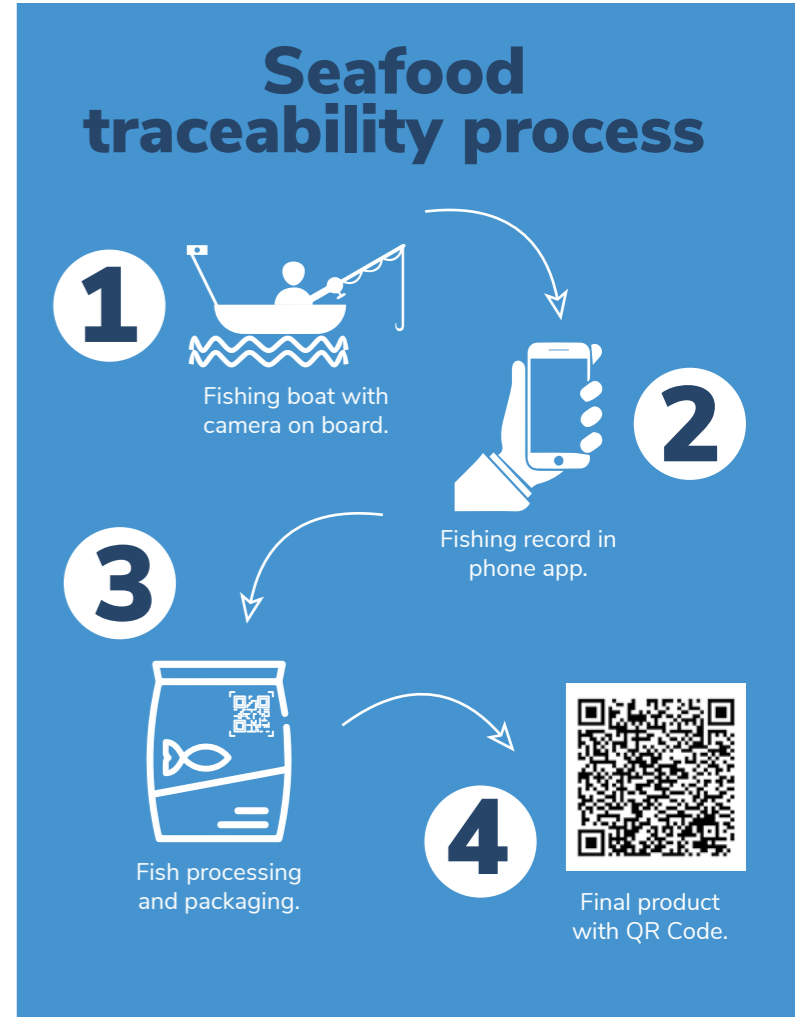 Seafood
traceability process
1
Fishing boat with
camera on board.
2
Fishing record in
phone app.
3
Fish processing
and packaging.
4
Final product
with QR Code.